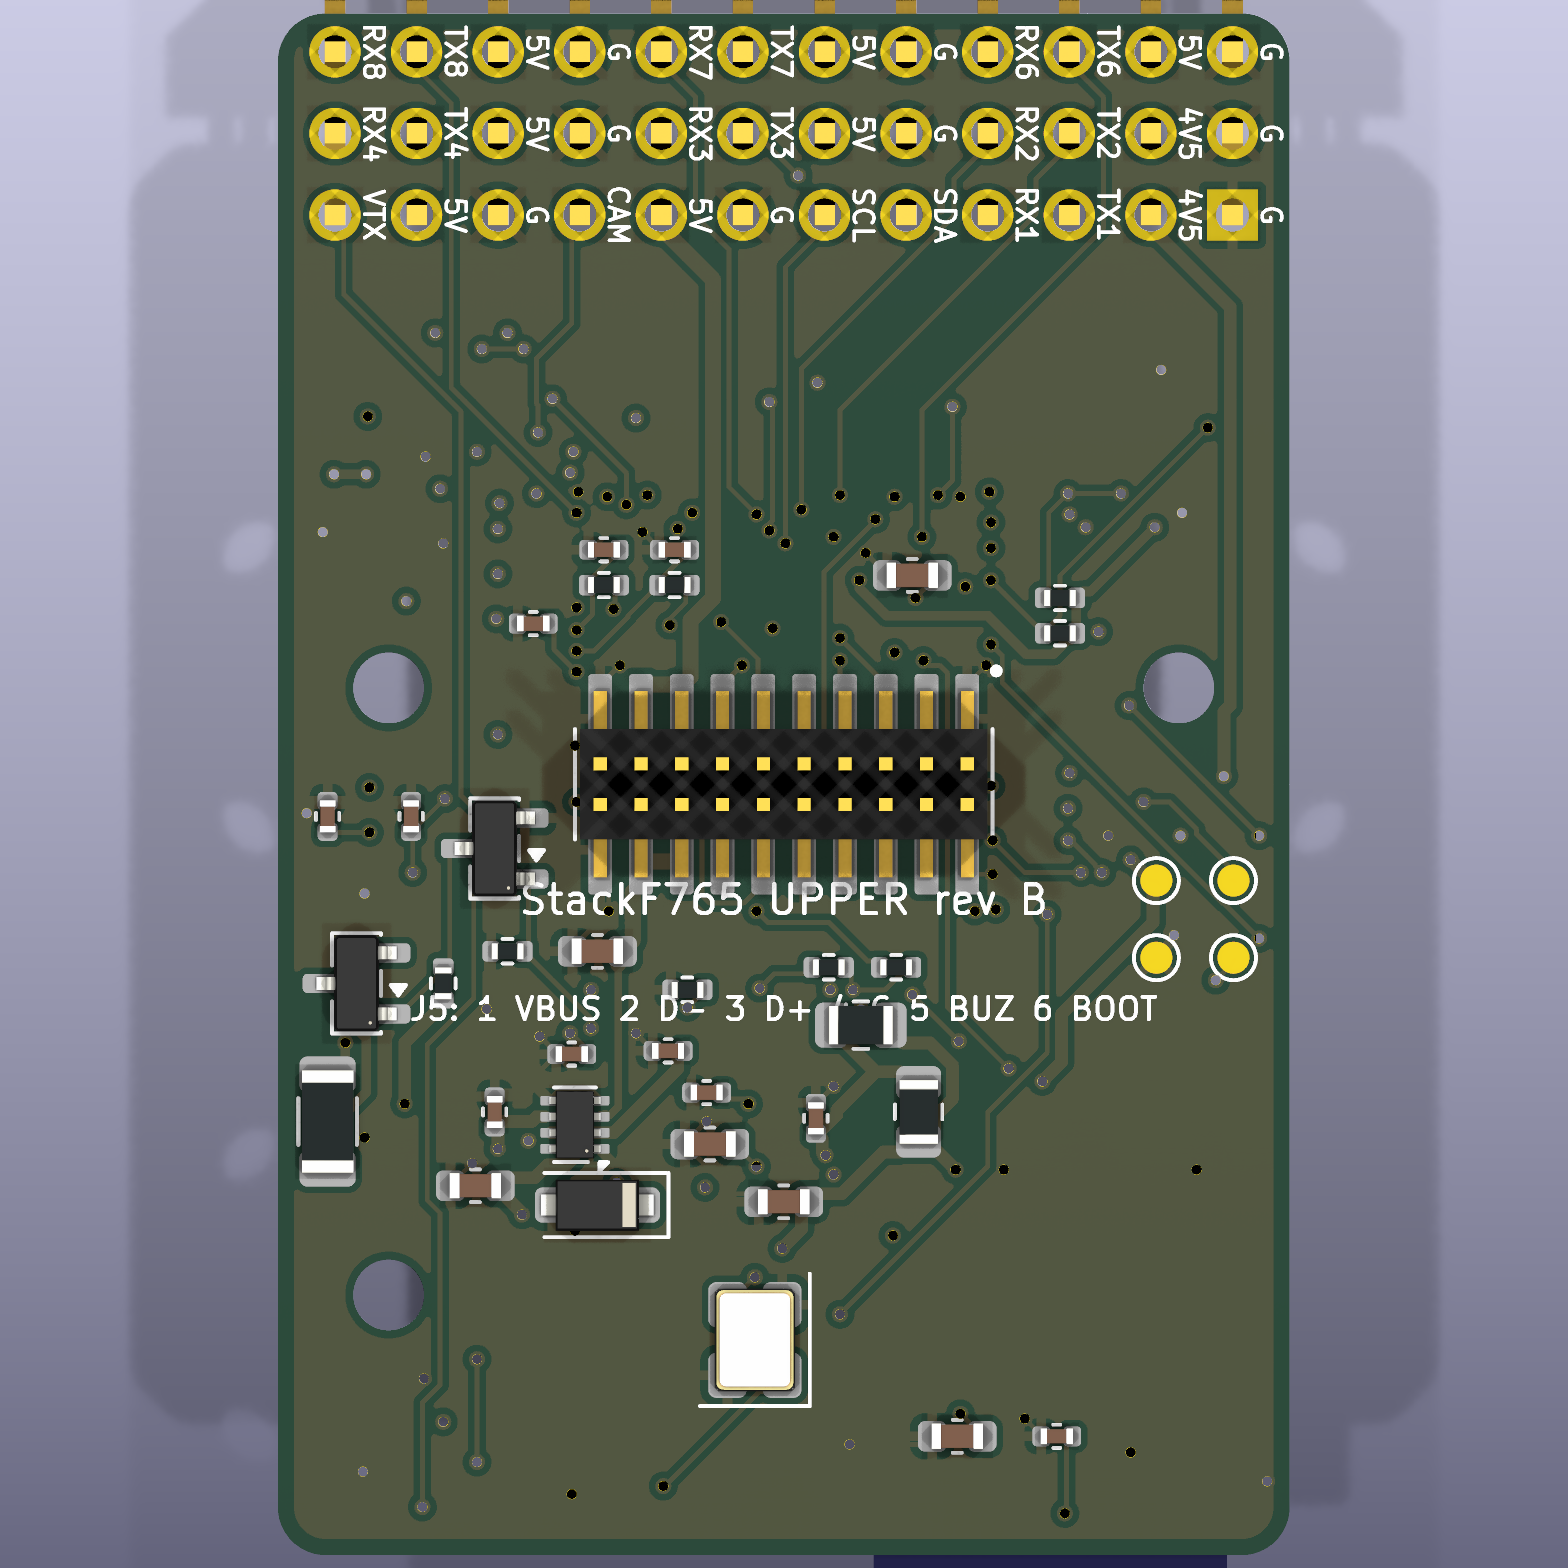 RX8 TX8 5V G RX7 TX7 5V G RX6 TX6 5V G
RX4 TX4 5V G RX3 TX3 5V G RX2 TX2 4V5 G
VTX 5V G CAM 5V G SCL SDA RX1 TX1 4V5 G
StackF765 UPPER rev B
J5: 1 VBUS 2 D- 3 D+ 5 BUZ 6 BOOT